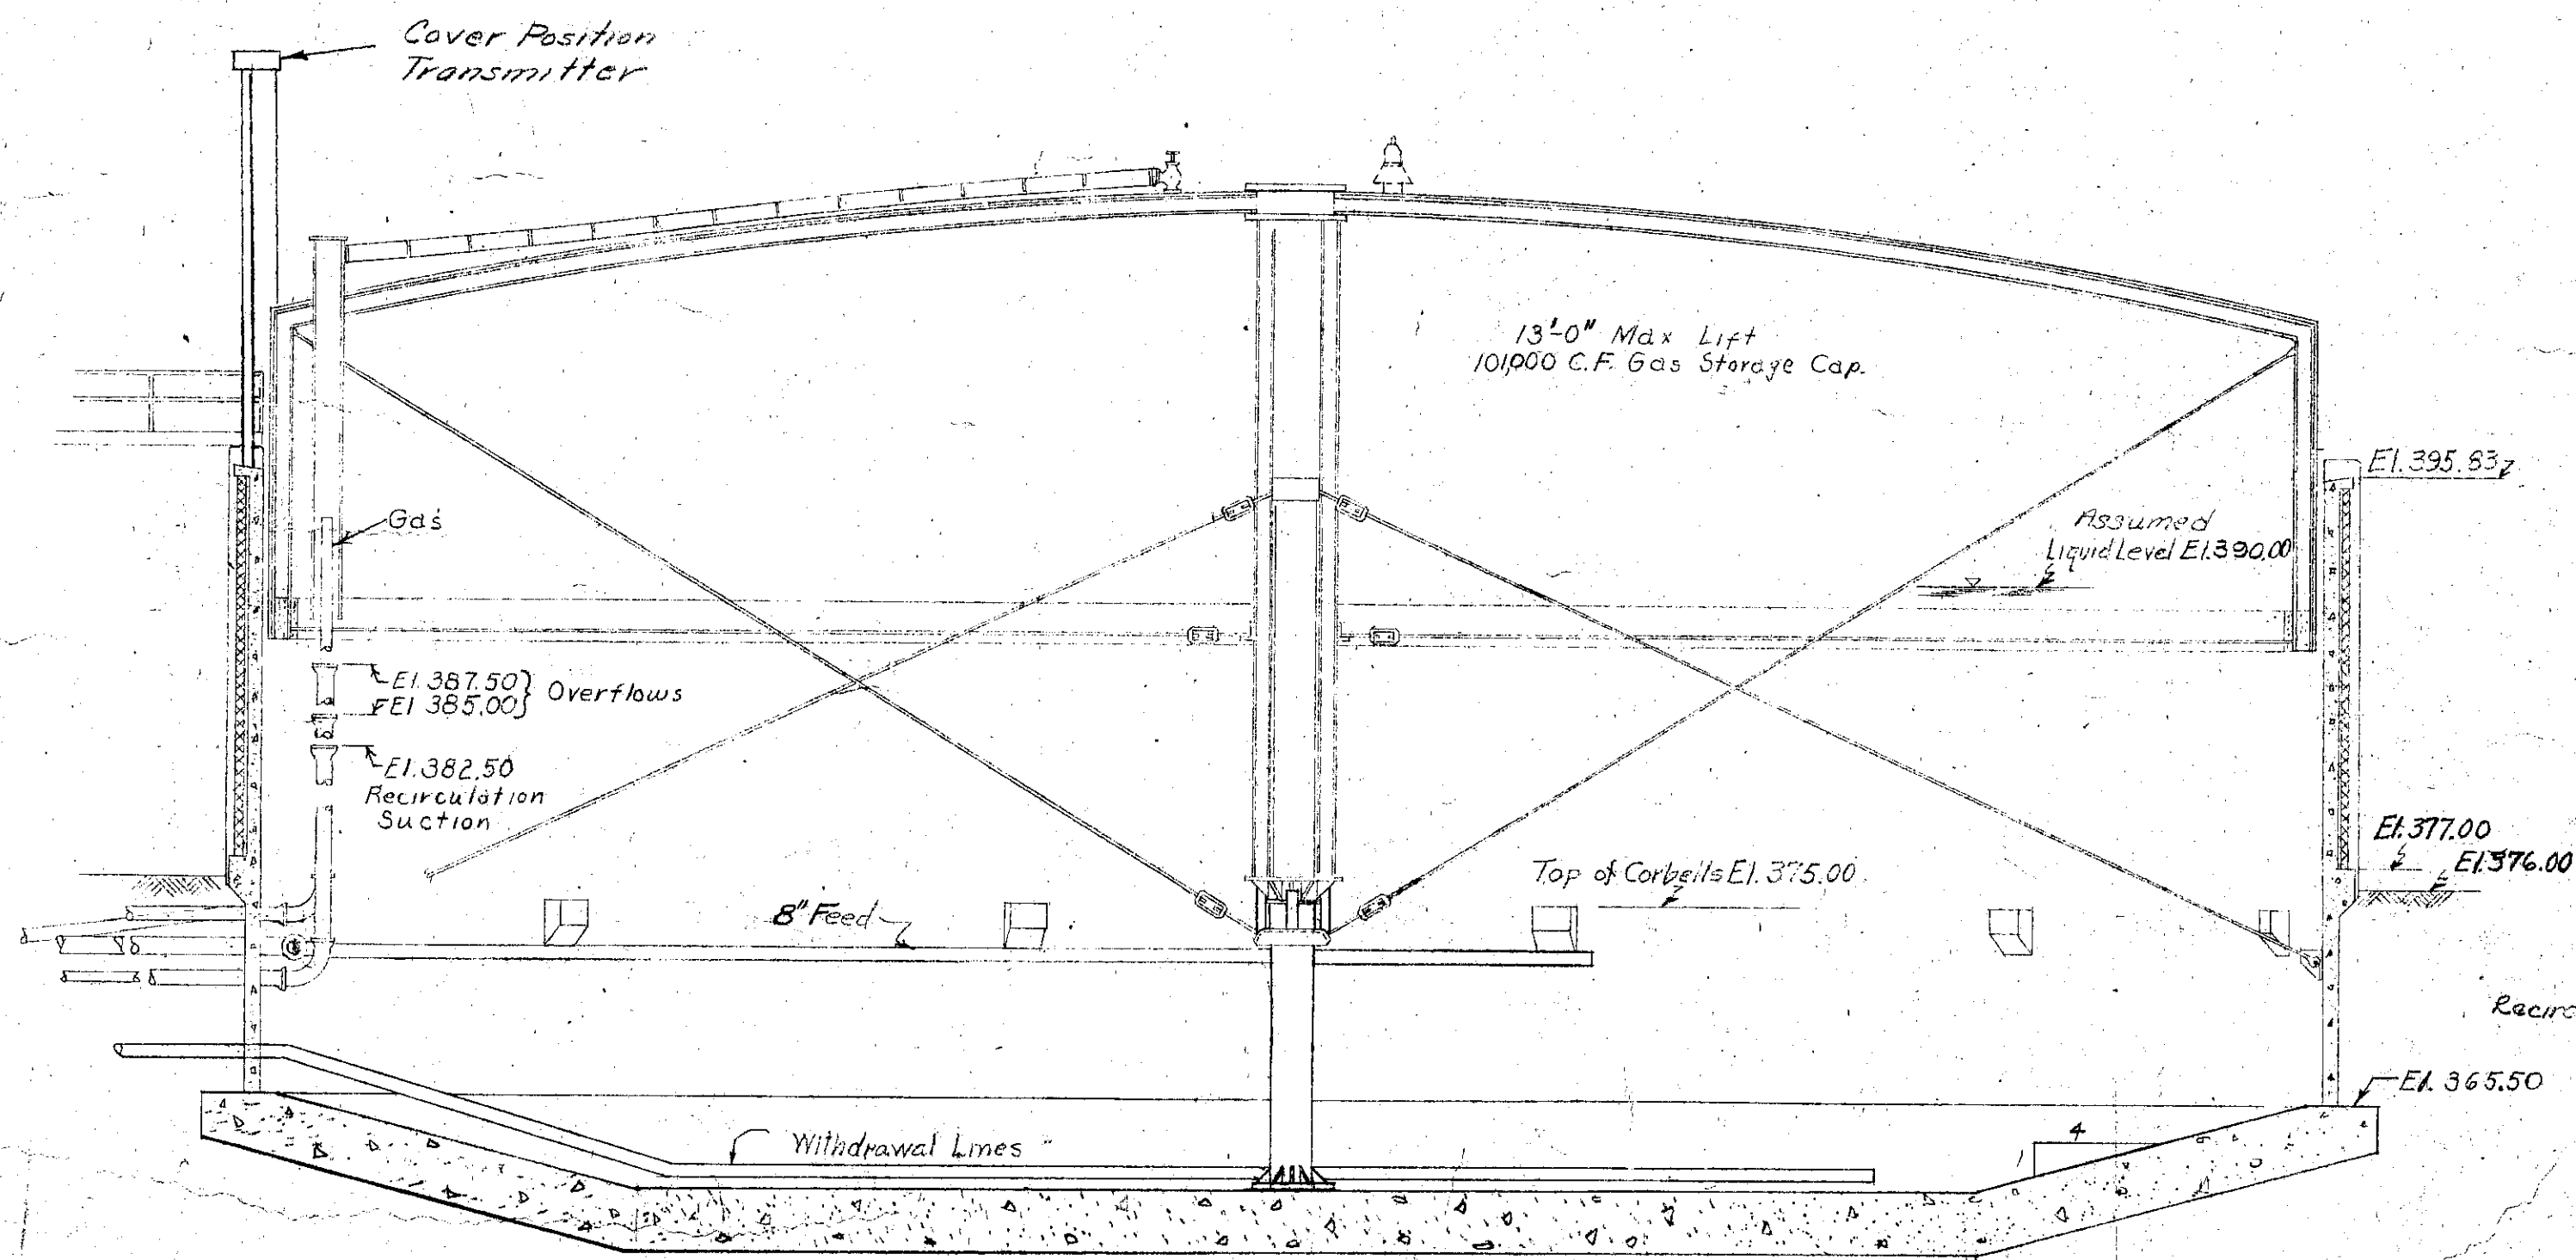 Cover Position
Transmitter
13'-0" Max Lift
101,000 C.F. Gas Storage Cap.
El. 395.83
Gas
Assumed
Liquid Level El. 390.00
El. 387.50 } Overflows
El 385.00 }
El. 382.50
Recirculation
Suction
El. 377.00
El 376.00
Top of Corbells El. 375.00
8" Feed
El. 365.50
4
1
Withdrawal Lines